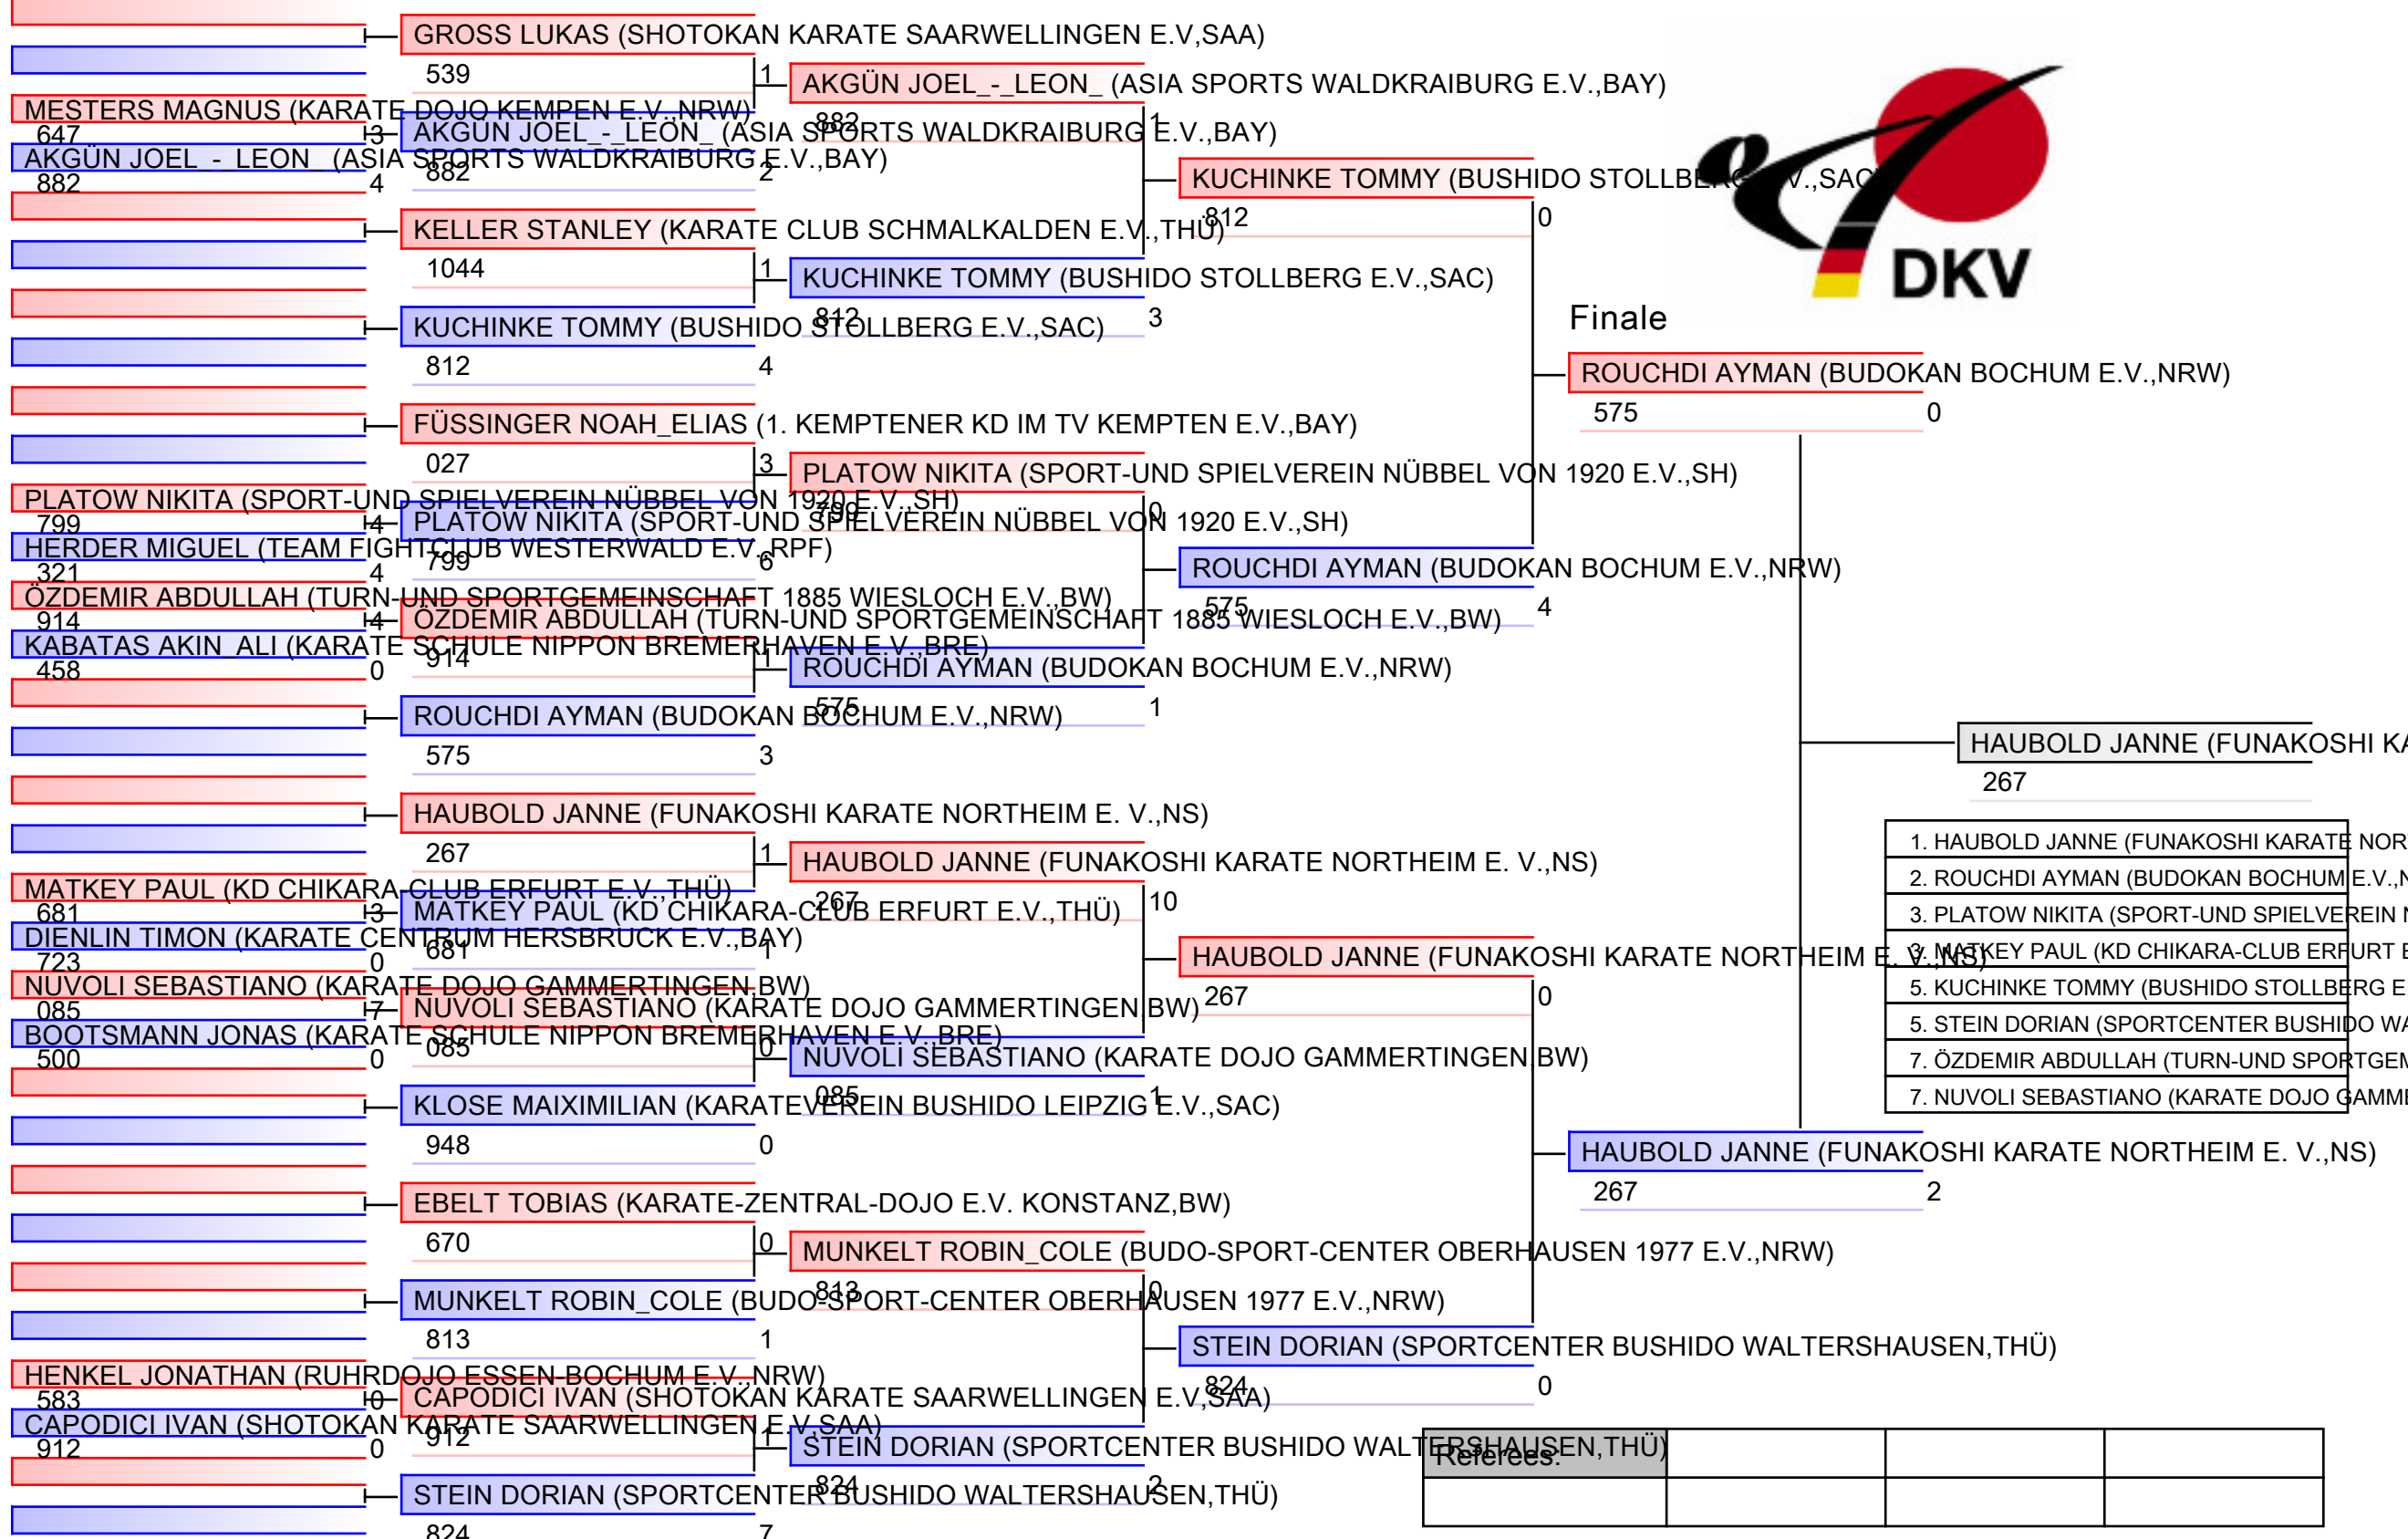 GROSS LUKAS (SHOTOKAN KARATE SAARWELLINGEN E.V,SAA)
539 1
MESTERS MAGNUS (KARATE DOJO KEMPEN E.V.,NRW)
647 3
AKGÜN JOEL_-_LEON_ (ASIA SPORTS WALDKRAIBURG E.V.,BAY)
882 4
AKGÜN JOEL_-_LEON_ (ASIA SPORTS WALDKRAIBURG E.V.,BAY)
882 2
AKGÜN JOEL_-_LEON_ (ASIA SPORTS WALDKRAIBURG E.V.,BAY)
882 1
KELLER STANLEY (KARATE CLUB SCHMALKALDEN E.V.,THÜ)
1044 1
KUCHINKE TOMMY (BUSHIDO STOLLBERG E.V.,SAC)
812 4
KUCHINKE TOMMY (BUSHIDO STOLLBERG E.V.,SAC)
812 3
KUCHINKE TOMMY (BUSHIDO STOLLBERG E.V.,SAC)
812 0
DKV
Finale
ROUCHDI AYMAN (BUDOKAN BOCHUM E.V.,NRW)
575 0
FÜSSINGER NOAH_ELIAS (1. KEMPTENER KD IM TV KEMPTEN E.V.,BAY)
027 3
PLATOW NIKITA (SPORT-UND SPIELVEREIN NÜBBEL VON 1920 E.V.,SH)
799 4
HERDER MIGUEL (TEAM FIGHTCLUB WESTERWALD E.V.,RPF)
321 4
PLATOW NIKITA (SPORT-UND SPIELVEREIN NÜBBEL VON 1920 E.V.,SH)
799 6
PLATOW NIKITA (SPORT-UND SPIELVEREIN NÜBBEL VON 1920 E.V.,SH)
799 0
ÖZDEMIR ABDULLAH (TURN-UND SPORTGEMEINSCHAFT 1885 WIESLOCH E.V.,BW)
914 4
KABATAS AKIN_ALI (KARATE SCHULE NIPPON BREMERHAVEN E.V.,BRE)
458 0
ÖZDEMIR ABDULLAH (TURN-UND SPORTGEMEINSCHAFT 1885 WIESLOCH E.V.,BW)
914 1
ROUCHDI AYMAN (BUDOKAN BOCHUM E.V.,NRW)
575 3
ROUCHDI AYMAN (BUDOKAN BOCHUM E.V.,NRW)
575 1
ROUCHDI AYMAN (BUDOKAN BOCHUM E.V.,NRW)
575 4
HAUBOLD JANNE (FUNAKOSHI KA
267
HAUBOLD JANNE (FUNAKOSHI KARATE NORTHEIM E. V.,NS)
267 1
MATKEY PAUL (KD CHIKARA-CLUB ERFURT E.V.,THÜ)
681 3
DIENLIN TIMON (KARATE CENTRUM HERSBRUCK E.V.,BAY)
723 0
MATKEY PAUL (KD CHIKARA-CLUB ERFURT E.V.,THÜ)
681 1
HAUBOLD JANNE (FUNAKOSHI KARATE NORTHEIM E. V.,NS)
267 10
NUVOLI SEBASTIANO (KARATE DOJO GAMMERTINGEN,BW)
085 7
BOOTSMANN JONAS (KARATE SCHULE NIPPON BREMERHAVEN E.V.,BRE)
500 0
NUVOLI SEBASTIANO (KARATE DOJO GAMMERTINGEN,BW)
085 0
KLOSE MAIXIMILIAN (KARATEVEREIN BUSHIDO LEIPZIG E.V.,SAC)
948 0
NUVOLI SEBASTIANO (KARATE DOJO GAMMERTINGEN,BW)
085 1
HAUBOLD JANNE (FUNAKOSHI KARATE NORTHEIM E. V.,NS)
267 0
1. HAUBOLD JANNE (FUNAKOSHI KARATE NOR
2. ROUCHDI AYMAN (BUDOKAN BOCHUM E.V.,N
3. PLATOW NIKITA (SPORT-UND SPIELVEREIN N
3. MATKEY PAUL (KD CHIKARA-CLUB ERFURT E
5. KUCHINKE TOMMY (BUSHIDO STOLLBERG E
5. STEIN DORIAN (SPORTCENTER BUSHIDO WA
7. ÖZDEMIR ABDULLAH (TURN-UND SPORTGEM
7. NUVOLI SEBASTIANO (KARATE DOJO GAMME
HAUBOLD JANNE (FUNAKOSHI KARATE NORTHEIM E. V.,NS)
267 2
EBELT TOBIAS (KARATE-ZENTRAL-DOJO E.V. KONSTANZ,BW)
670 0
MUNKELT ROBIN_COLE (BUDO-SPORT-CENTER OBERHAUSEN 1977 E.V.,NRW)
813 1
MUNKELT ROBIN_COLE (BUDO-SPORT-CENTER OBERHAUSEN 1977 E.V.,NRW)
813 0
HENKEL JONATHAN (RUHRDOJO ESSEN-BOCHUM E.V.,NRW)
583 0
CAPODICI IVAN (SHOTOKAN KARATE SAARWELLINGEN E.V,SAA)
912 0
CAPODICI IVAN (SHOTOKAN KARATE SAARWELLINGEN E.V,SAA)
912 1
STEIN DORIAN (SPORTCENTER BUSHIDO WALTERSHAUSEN,THÜ)
824 7
STEIN DORIAN (SPORTCENTER BUSHIDO WALTERSHAUSEN,THÜ)
824 2
STEIN DORIAN (SPORTCENTER BUSHIDO WALTERSHAUSEN,THÜ)
824 0
Referees: